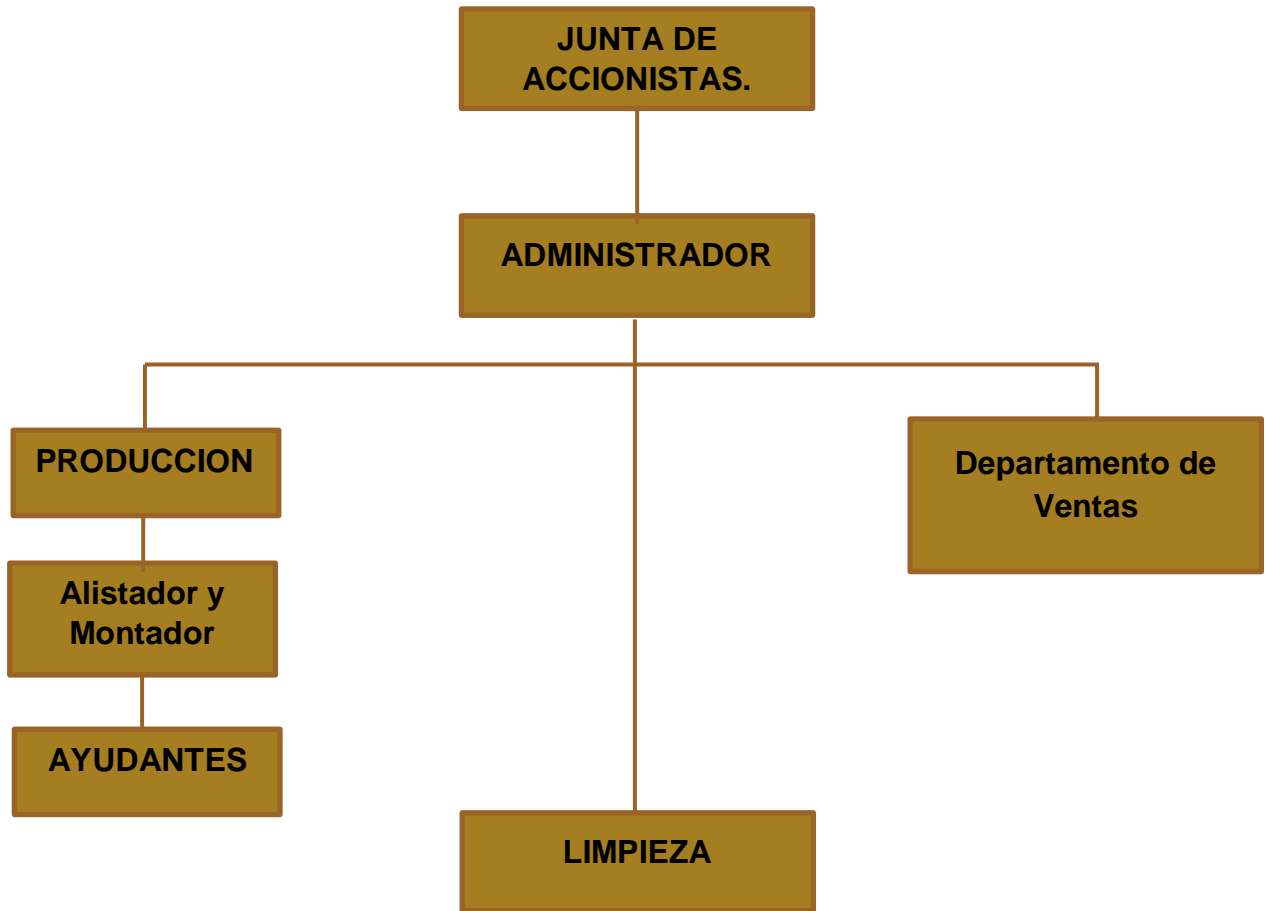 JUNTA DE
ACCIONISTAS.
ADMINISTRADOR
PRODUCCION
Departamento de
Ventas
Alistador y
Montador
AYUDANTES
LIMPIEZA